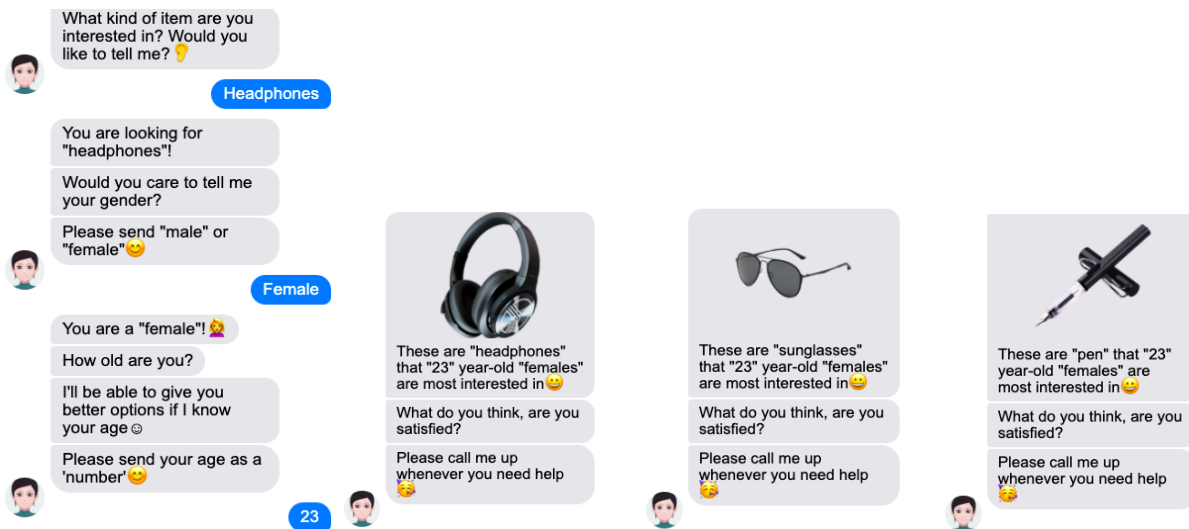 What kind of item are you
interested in? Would you
like to tell me?👂
Headphones
You are looking for
"headphones"!
Would you care to tell me
your gender?
Please send "male" or
"female"😊
Female
You are a "female"!🙆‍♀️
How old are you?
I'll be able to give you
better options if I know
your age☺
Please send your age as a
'number'😊
23
These are "headphones"
that "23" year-old "females"
are most interested in😀
What do you think, are you
satisfied?
Please call me up
whenever you need help
🥳
These are "sunglasses"
that "23" year-old "females"
are most interested in😀
What do you think, are you
satisfied?
Please call me up
whenever you need help
🥳
These are "pen" that "23"
year-old "females" are
most interested in😀
What do you think, are you
satisfied?
Please call me up
whenever you need help
🥳